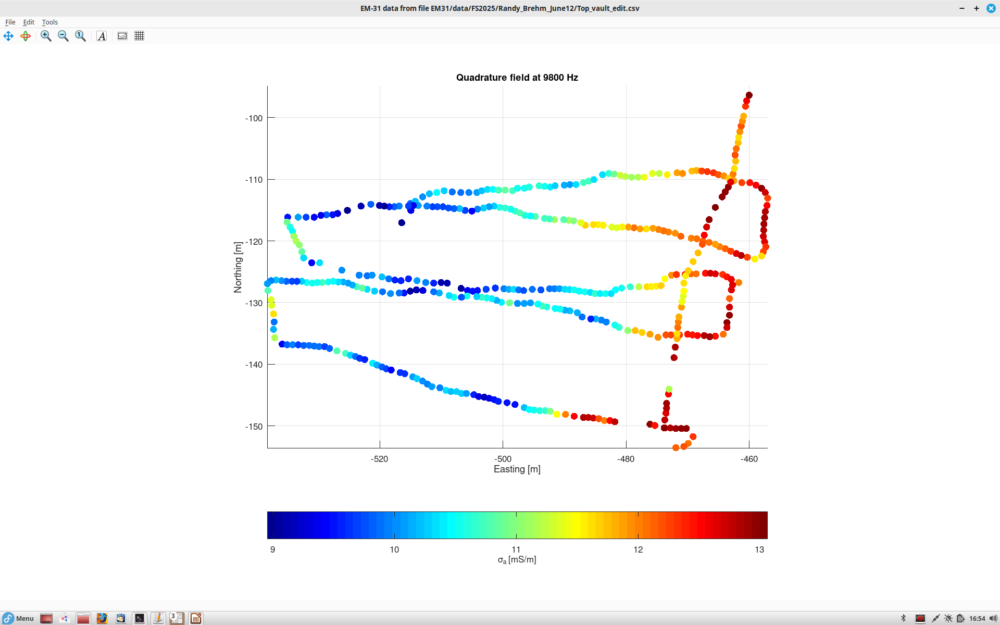 EM-31 data from file EM31/data/FS2025/Randy_Brehm_June12/Top_vault_edit.csv
File Edit Tools
1 A
Quadrature field at 9800 Hz
-100
-110
-120
-130
-140
-150
Northing [m]
-520 -500 -480 -460
Easting [m]
9 10 11 12 13
σa [mS/m]
Menu 3 16:54